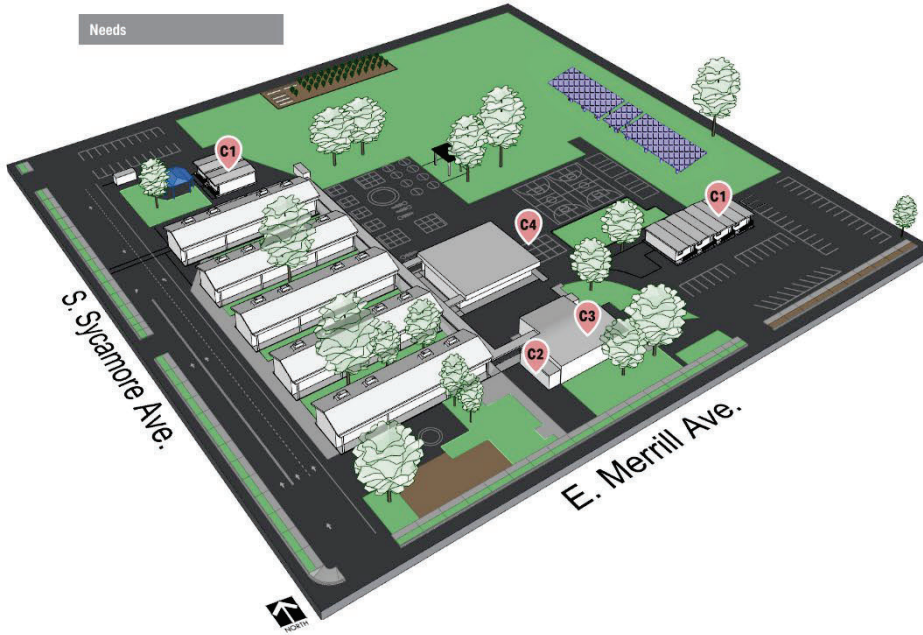 Needs
C1
C1
C4
C3
C2
S. Sycamore Ave.
E. Merrill Ave.
NORTH